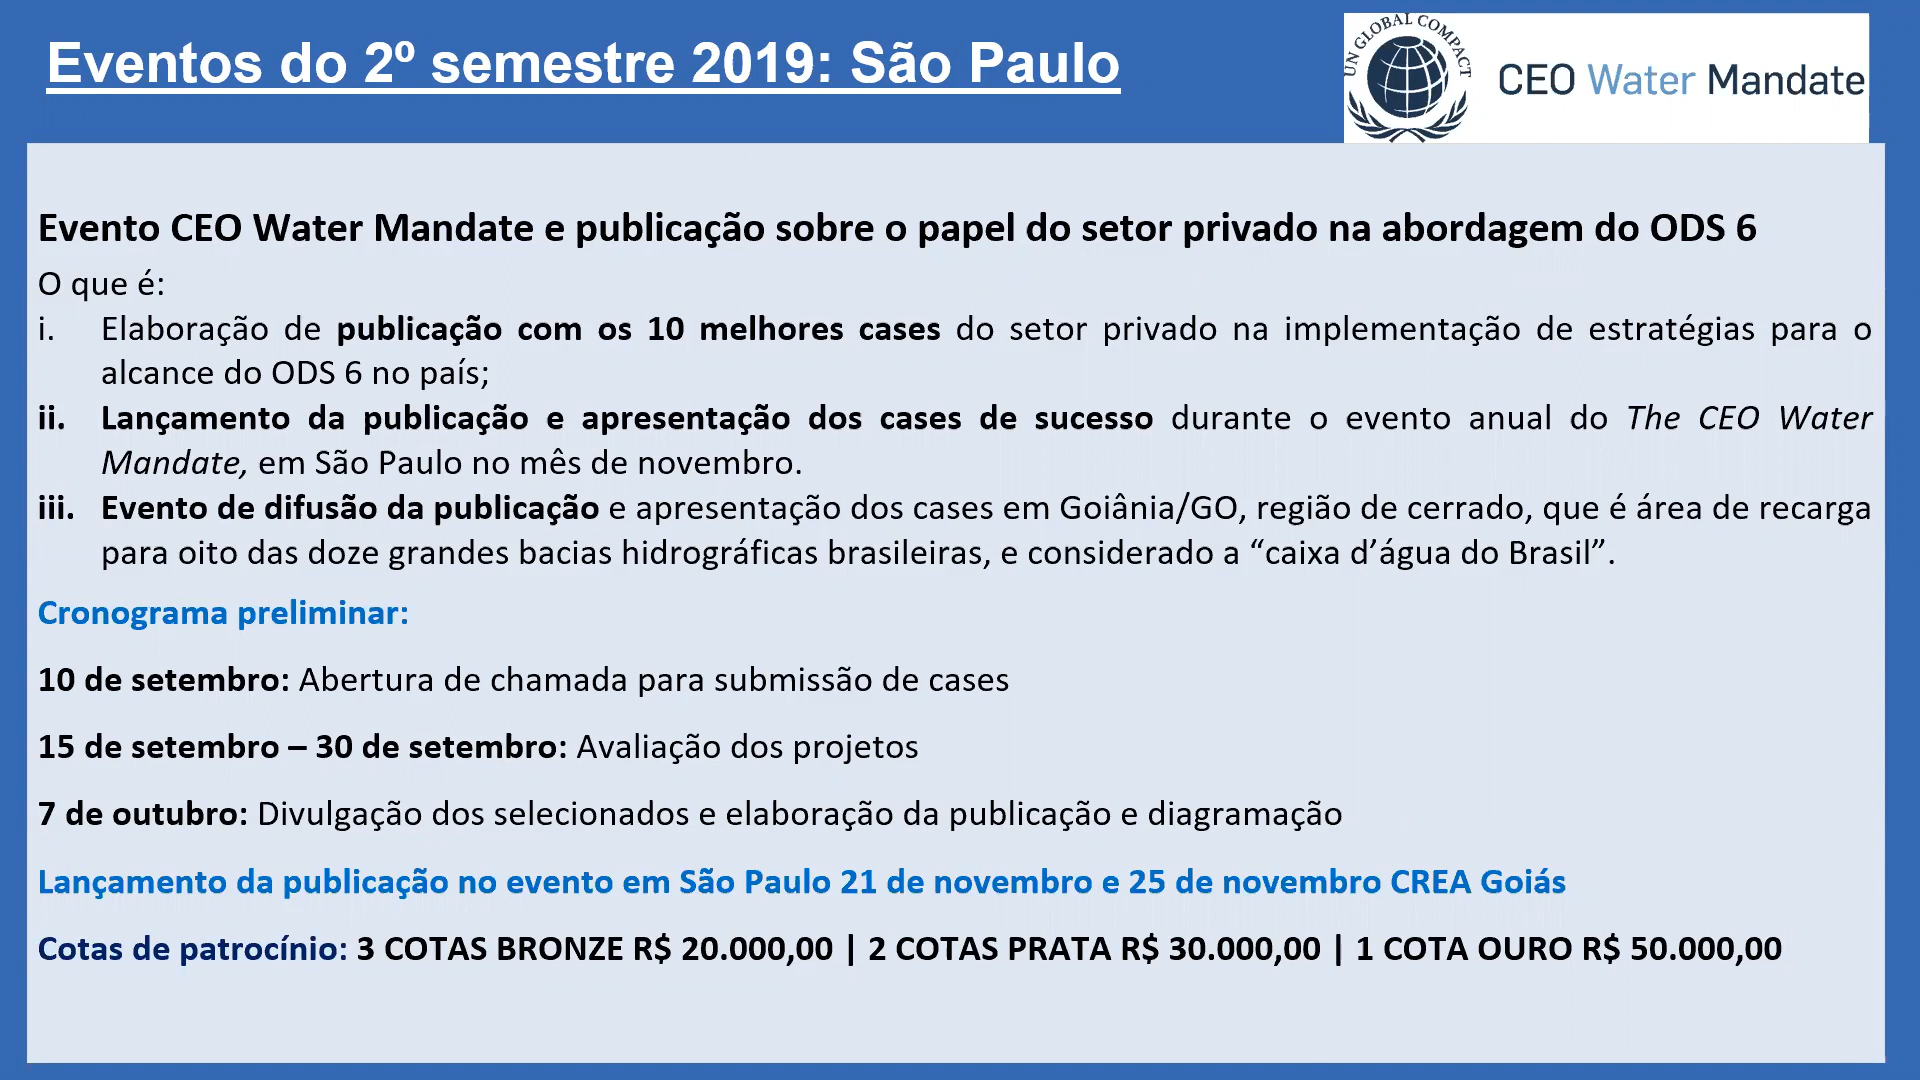 Eventos do 2º semestre 2019: São Paulo
UN GLOBAL COMPACT
CEO Water Mandate
Evento CEO Water Mandate e publicação sobre o papel do setor privado na abordagem do ODS 6
O que é:
i. Elaboração de publicação com os 10 melhores cases do setor privado na implementação de estratégias para o
alcance do ODS 6 no país;
ii. Lançamento da publicação e apresentação dos cases de sucesso durante o evento anual do The CEO Water
Mandate, em São Paulo no mês de novembro.
iii. Evento de difusão da publicação e apresentação dos cases em Goiânia/GO, região de cerrado, que é área de recarga
para oito das doze grandes bacias hidrográficas brasileiras, e considerado a “caixa d’água do Brasil”.
Cronograma preliminar:
10 de setembro: Abertura de chamada para submissão de cases
15 de setembro – 30 de setembro: Avaliação dos projetos
7 de outubro: Divulgação dos selecionados e elaboração da publicação e diagramação
Lançamento da publicação no evento em São Paulo 21 de novembro e 25 de novembro CREA Goiás
Cotas de patrocínio: 3 COTAS BRONZE R$ 20.000,00 | 2 COTAS PRATA R$ 30.000,00 | 1 COTA OURO R$ 50.000,00